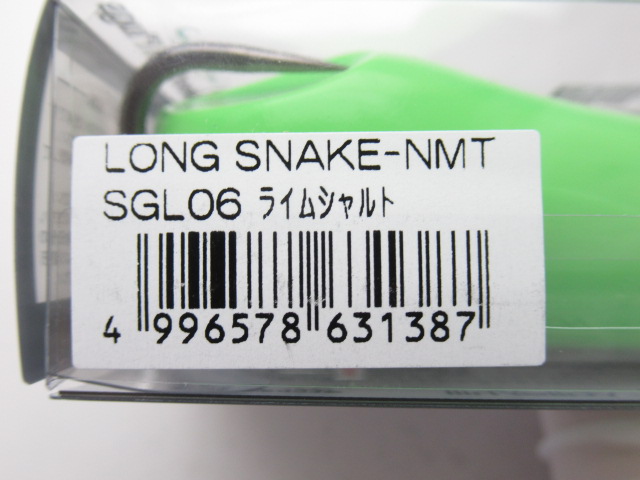 LONG SNAKE-NMT
SGL06 ﾗｲﾑｼｬﾙﾄ
4 996578 631387